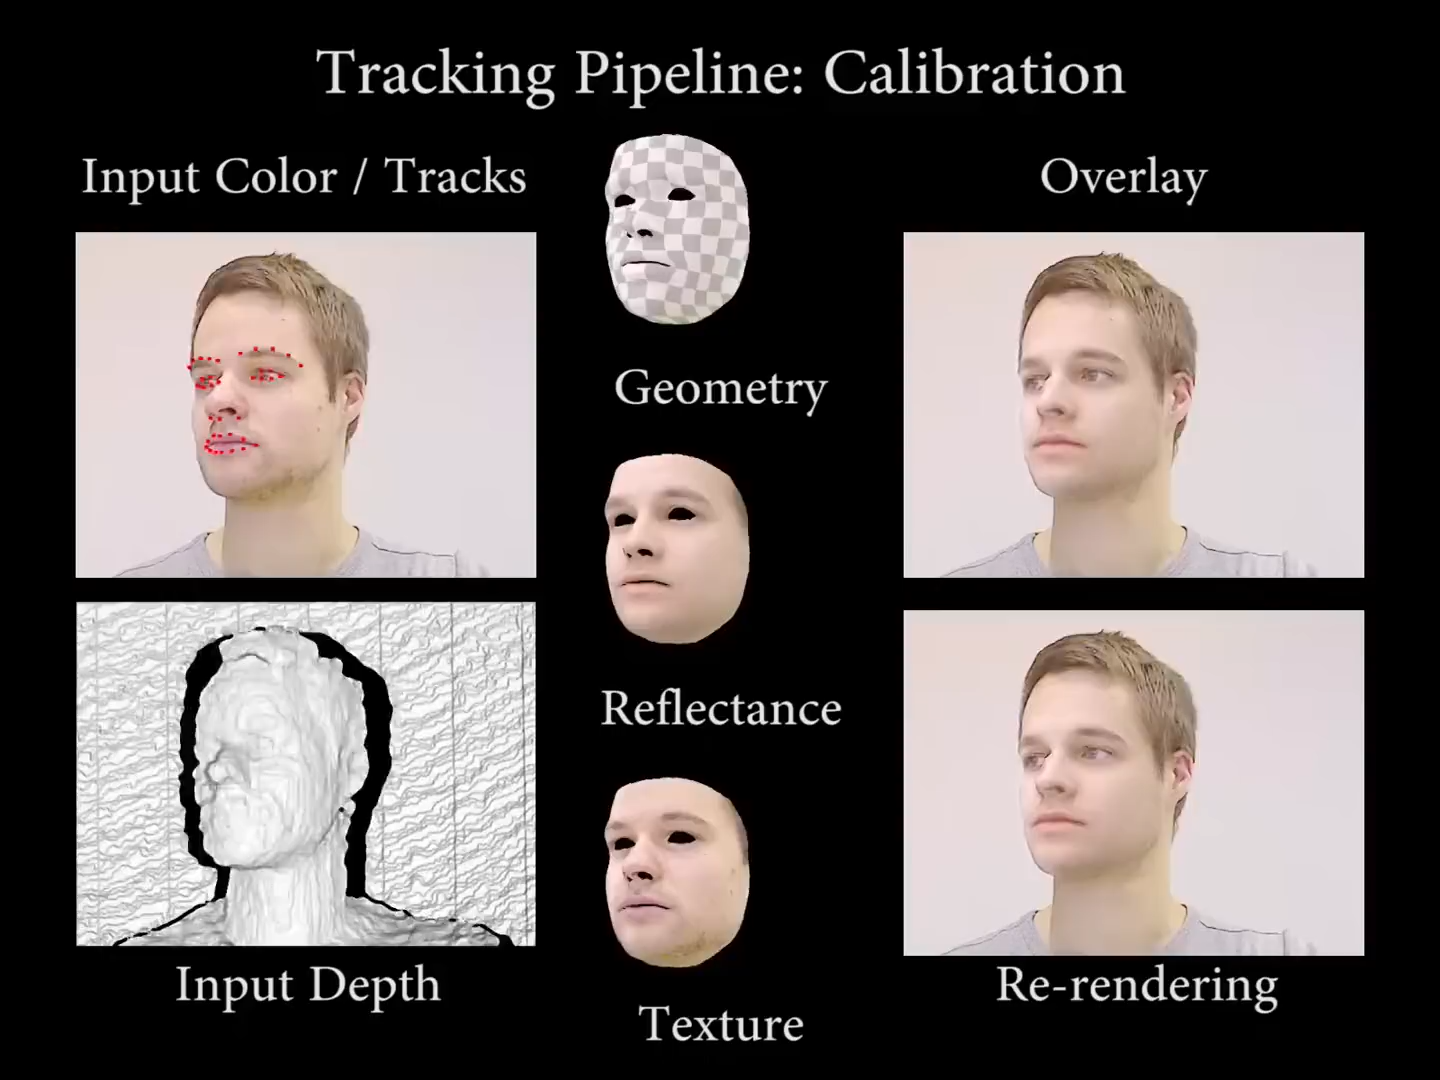 Tracking Pipeline: Calibration
Input Color / Tracks
Overlay
Geometry
Reflectance
Input Depth
Re-rendering
Texture